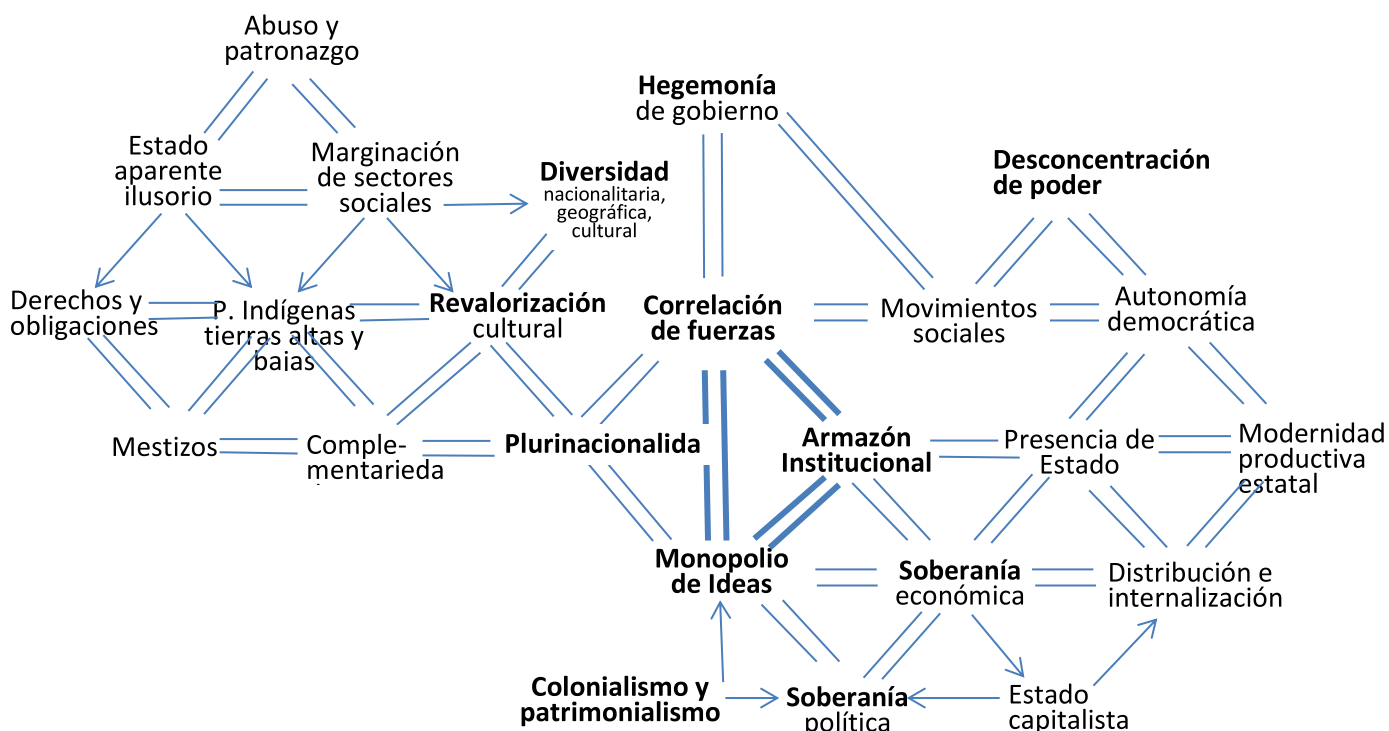 Abuso y
patronazgo
Hegemonía
de gobierno
Estado
aparente
ilusorio
Marginación
de sectores
sociales
Diversidad
nacionalitaria,
geográfica,
cultural
Desconcentración
de poder
Derechos y
obligaciones
P. Indígenas
tierras altas y
bajas
Revalorización
cultural
Correlación
de fuerzas
Movimientos
sociales
Autonomía
democrática
Mestizos
Comple-
mentarieda
Plurinacionalida
Armazón
Institucional
Presencia de
Estado
Modernidad
productiva
estatal
Monopolio
de Ideas
Soberanía
económica
Distribución e
internalización
Colonialismo y
patrimonialismo
Soberanía
política
Estado
capitalista